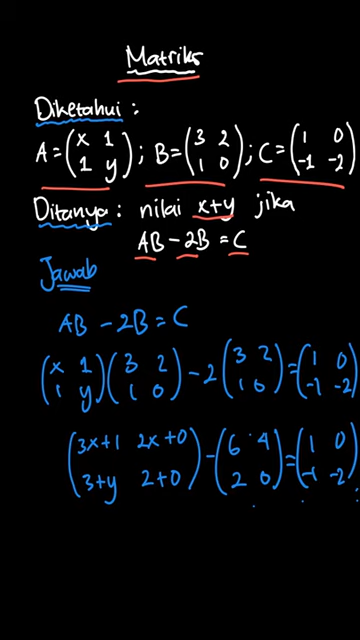 Matriks
Diketahui :
A = (x 1; 1 y) ; B = (3 2; 1 0) ; C = (1 0; -1 -2)
Ditanya : nilai x+y jika
AB - 2B = C
Jawab
AB - 2B = C
(x 1; 1 y) (3 2; 1 0) - 2 (3 2; 1 0) = (1 0; -1 -2)
(3x+1 2x+0; 3+y 2+0) - (6 4; 2 0) = (1 0; -1 -2)